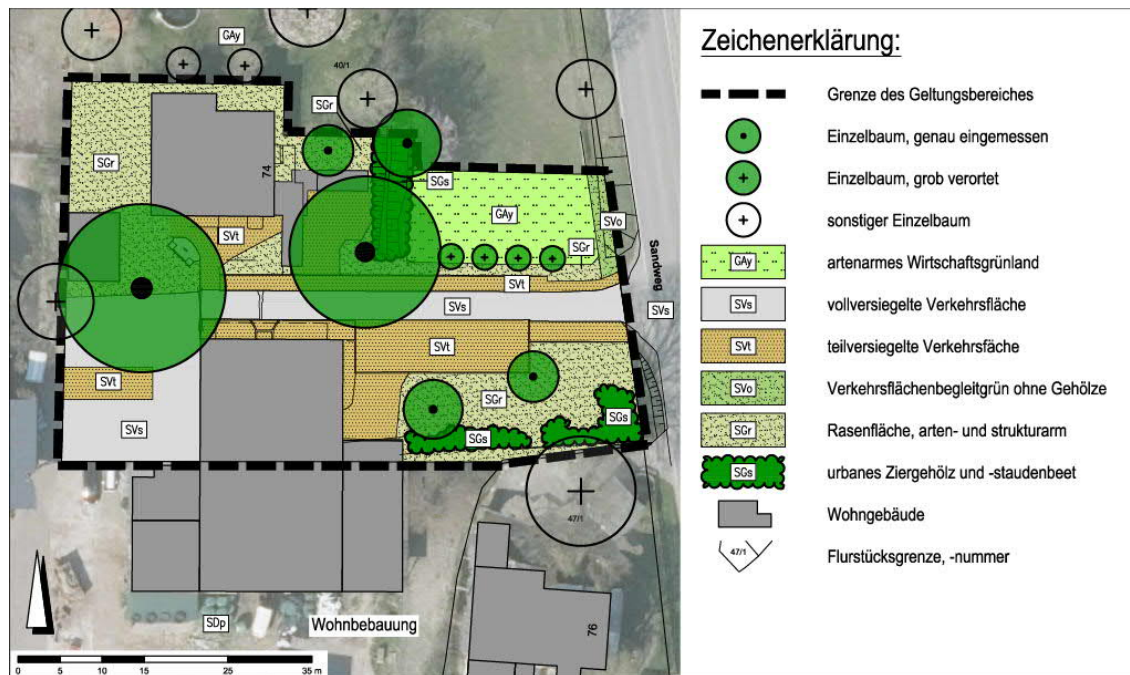 GAy
40/1
SGr
SGr
74
SGs
GAy
SVo
SGr
SVt
SVt
Sandweg
SVs
SVs
SVt
SVt
SGr
SGs
SVs
SGs
47/1
SDp
Wohnbebauung
76
0 5 10 15 25 35 m
Zeichenerklärung:
Grenze des Geltungsbereiches
Einzelbaum, genau eingemessen
Einzelbaum, grob verortet
sonstiger Einzelbaum
GAy artenarmes Wirtschaftsgrünland
SVs vollversiegelte Verkehrsfläche
SVt teilversiegelte Verkehrsfäche
SVo Verkehrsflächenbegleitgrün ohne Gehölze
SGr Rasenfläche, arten- und strukturarm
SGs urbanes Ziergehölz und -staudenbeet
Wohngebäude
47/1 Flurstücksgrenze, -nummer